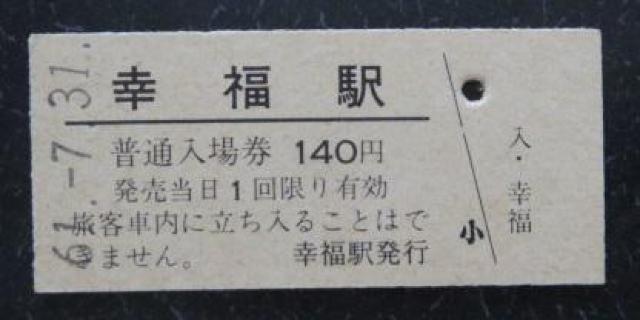 61.-7.31.
幸福駅
普通入場券 140円
発売当日1回限り有効
旅客車内に立ち入ることはで
きません。 幸福駅発行
小
入・幸福